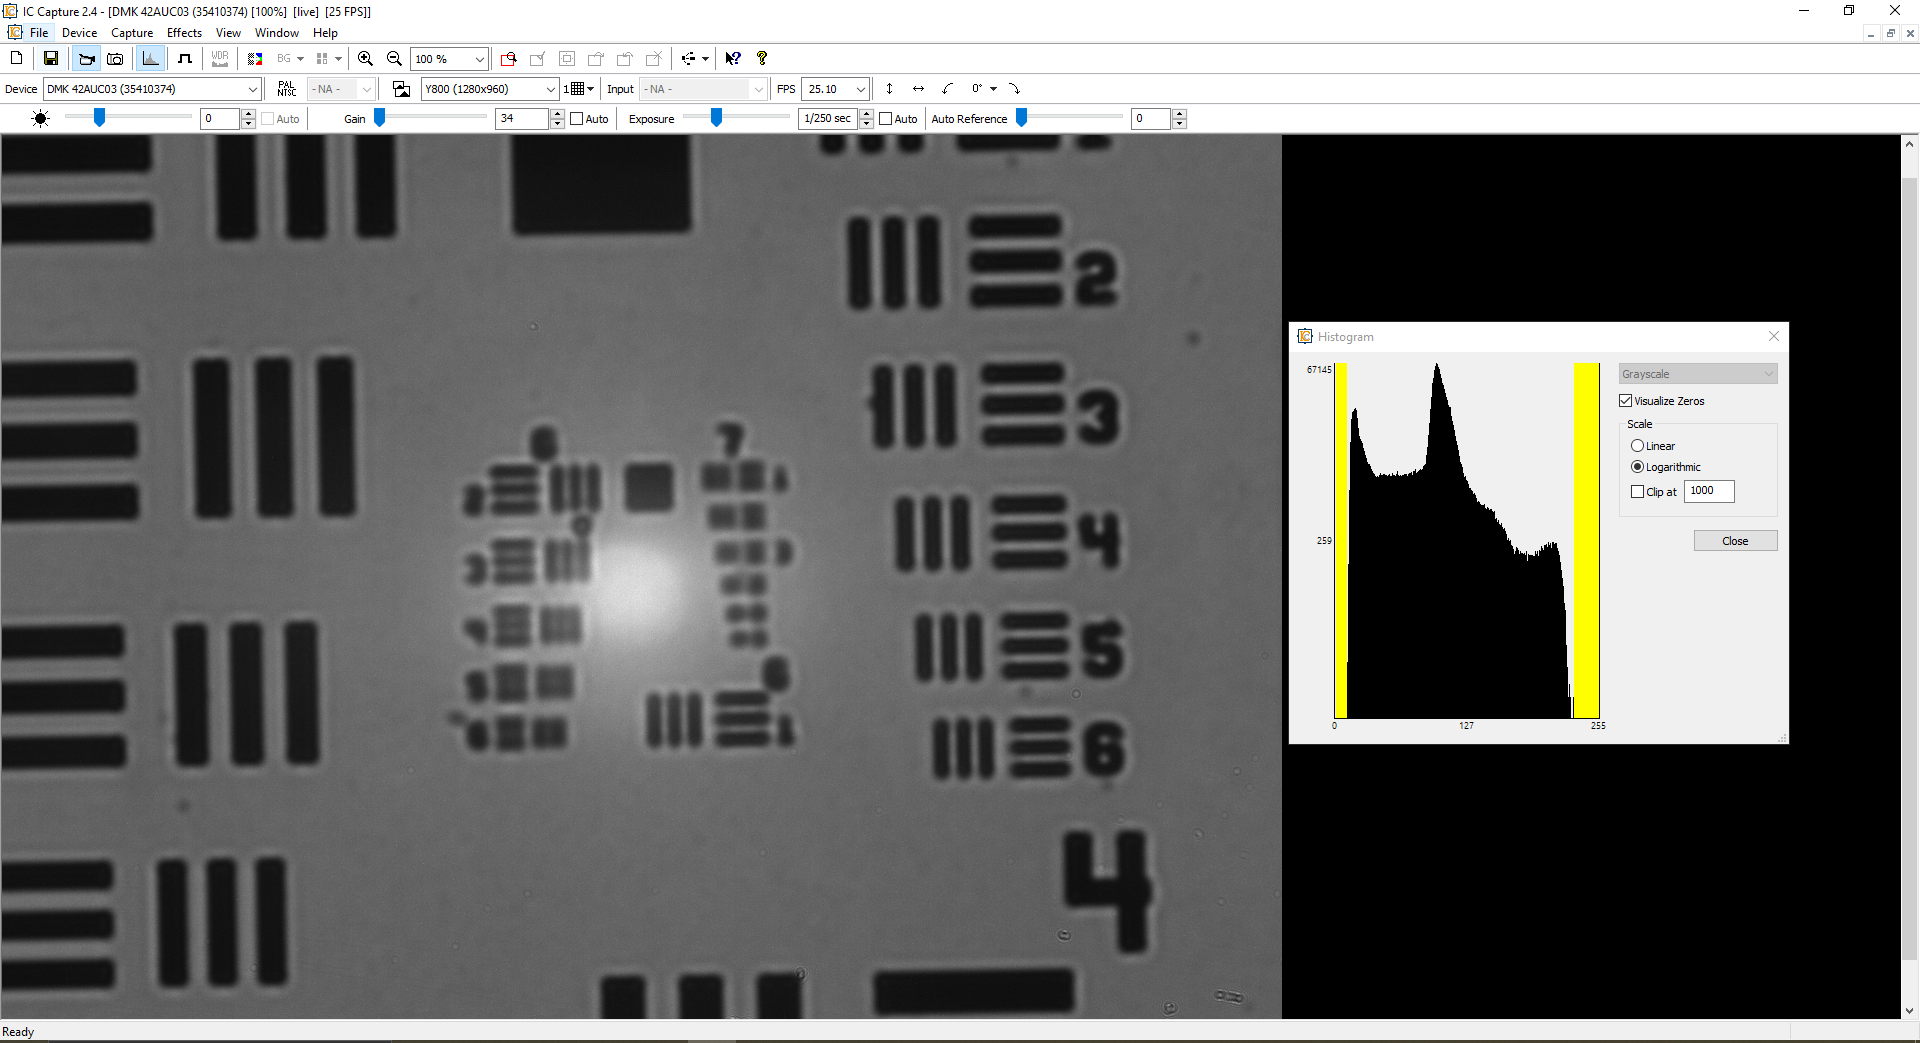 IC Capture 2.4 - [DMK 42AUC03 (35410374) [100%]  [live]  [25 FPS]]
File Device Capture Effects View Window Help
WDR BG 100 %
Device DMK 42AUC03 (35410374) PAL NTSC - NA - Y800 (1280x960) 1 Input - NA - FPS 25.10 0°
0 Auto Gain 34 Auto Exposure 1/250 sec Auto Auto Reference 0
2
3
4
5
6
6 7
6
4
Histogram
67145
259
0 127 255
Grayscale
Visualize Zeros
Scale
Linear
Logarithmic
Clip at 1000
Close
Ready